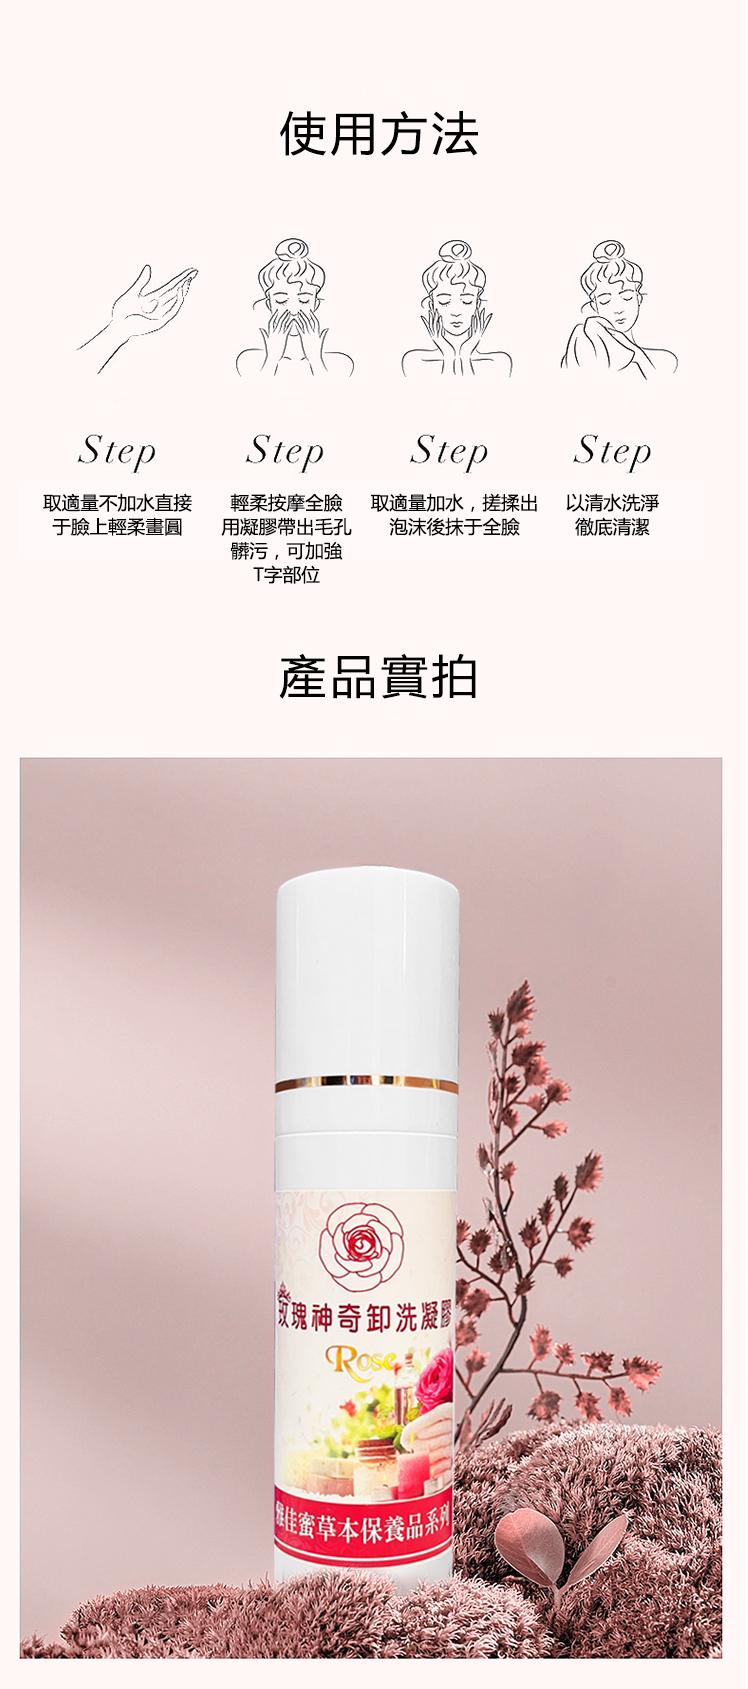 使用方法
Step
取適量不加水直接
于臉上輕柔畫圓
Step
輕柔按摩全臉
用凝膠帶出毛孔
髒污，可加強
T字部位
Step
取適量加水，搓揉出
泡沫後抹于全臉
Step
以清水洗淨
徹底清潔
產品實拍
玫瑰神奇卸洗凝膠
Rose
雅佳蜜草本保養品系列